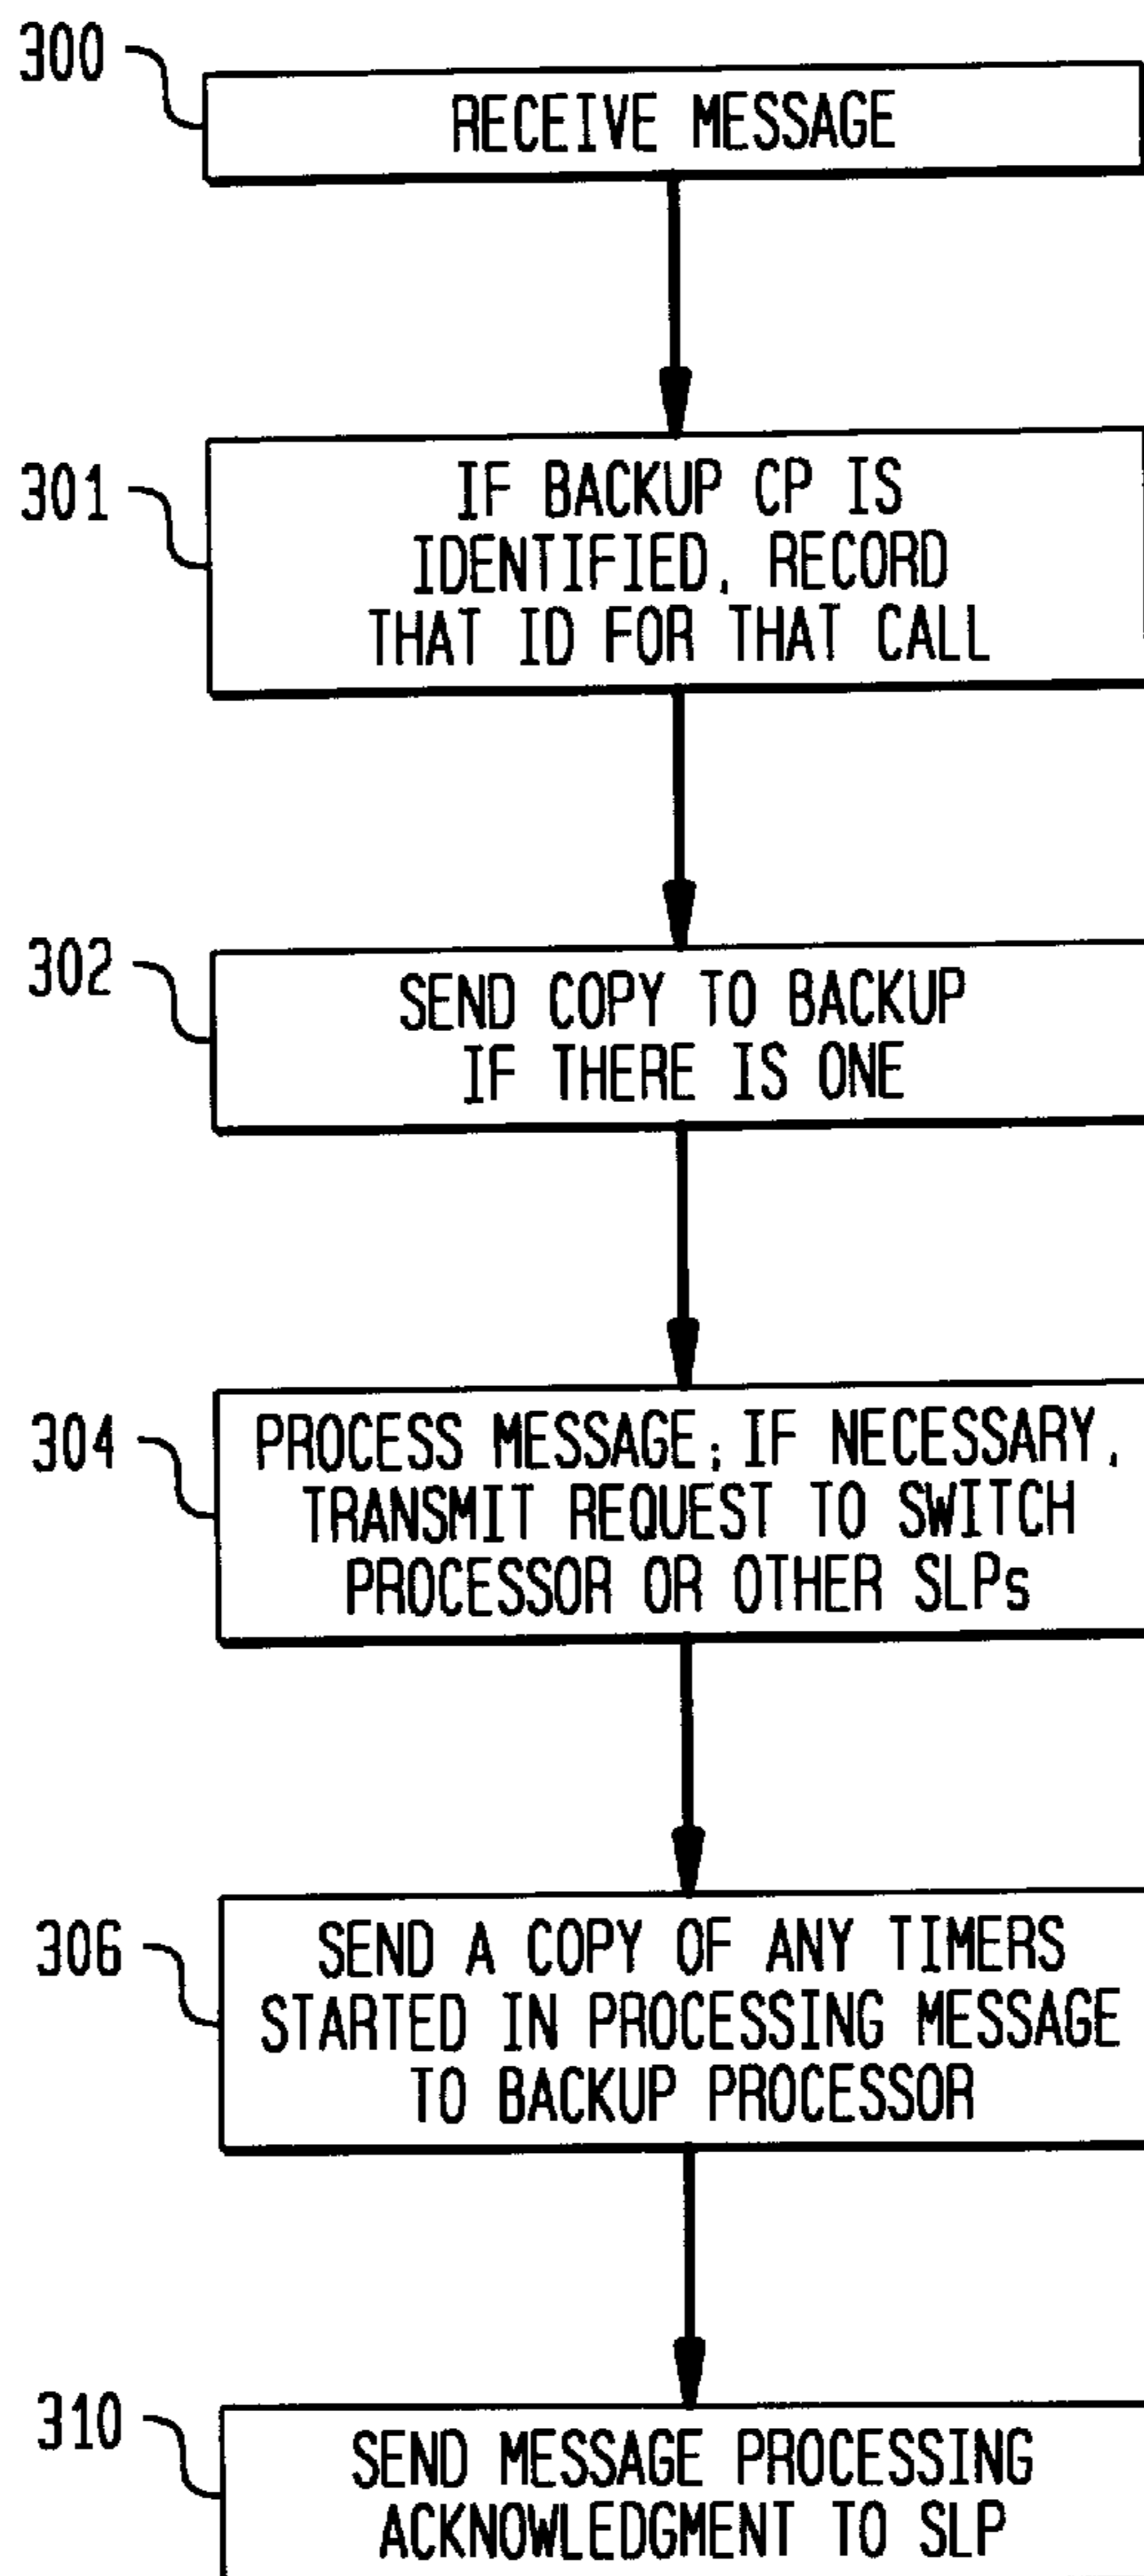 300
RECEIVE MESSAGE
301
IF BACKUP CP IS
IDENTIFIED, RECORD
THAT ID FOR THAT CALL
302
SEND COPY TO BACKUP
IF THERE IS ONE
304
PROCESS MESSAGE; IF NECESSARY,
TRANSMIT REQUEST TO SWITCH
PROCESSOR OR OTHER SLPs
306
SEND A COPY OF ANY TIMERS
STARTED IN PROCESSING MESSAGE
TO BACKUP PROCESSOR
310
SEND MESSAGE PROCESSING
ACKNOWLEDGMENT TO SLP